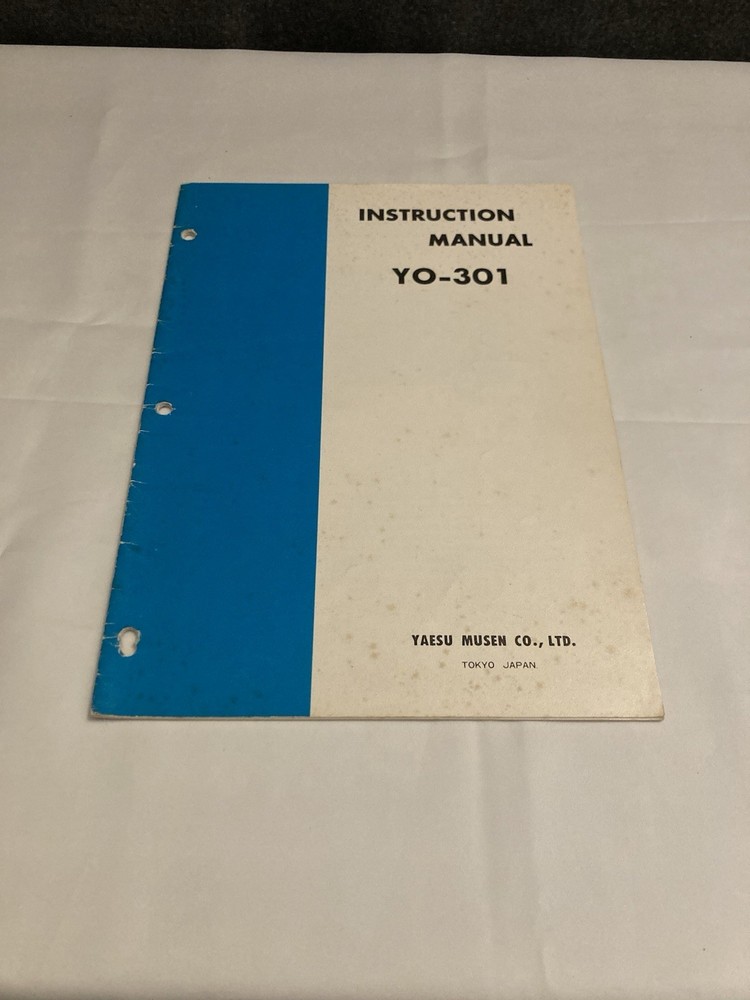 INSTRUCTION
MANUAL
YO-301
YAESU MUSEN CO., LTD.
TOKYO JAPAN